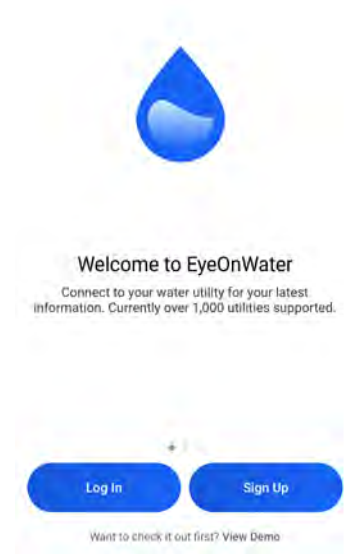 Welcome to EyeOnWater
Connect to your water utility for your latest
information. Currently over 1,000 utilities supported.
Log In
Sign Up
Want to check it out first? View Demo